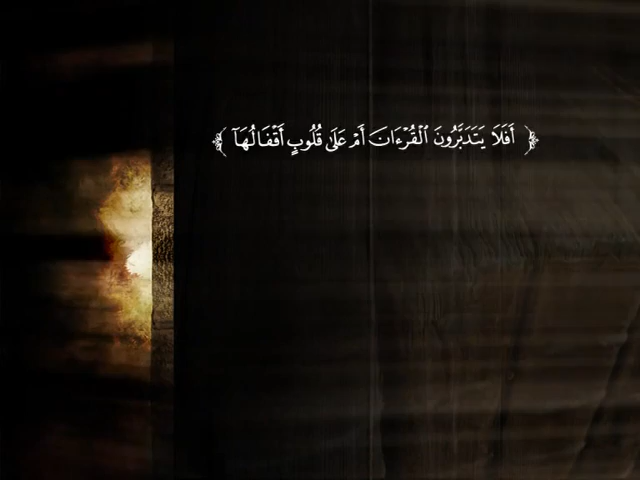 ﴿ أَفَلَا يَتَدَبَّرُونَ ٱلْقُرْءَانَ أَمْ عَلَىٰ قُلُوبٍ أَقْفَالُهَآ ﴾